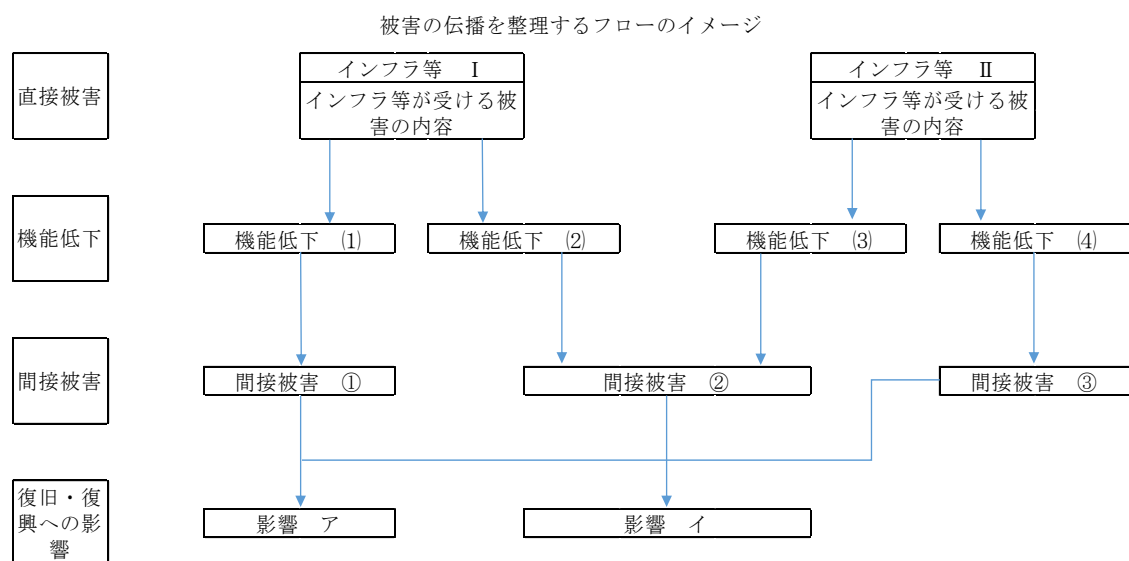 被害の伝播を整理するフローのイメージ
直接被害
インフラ等 Ⅰ
インフラ等が受ける被
害の内容
インフラ等 Ⅱ
インフラ等が受ける被
害の内容
機能低下
機能低下 ⑴
機能低下 ⑵
機能低下 ⑶
機能低下 ⑷
間接被害
間接被害 ①
間接被害 ②
間接被害 ③
復旧・復
興への影
響
影響 ア
影響 イ